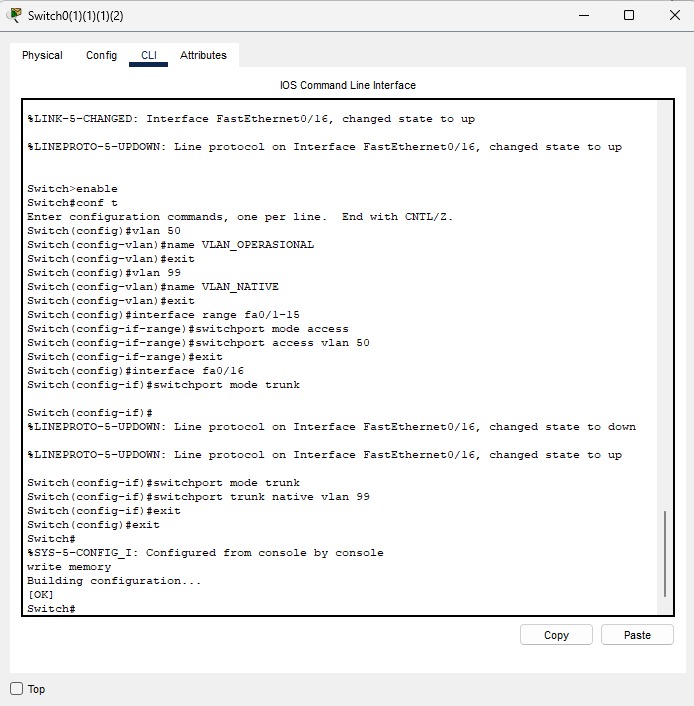 Switch0(1)(1)(1)(2)
Physical Config CLI Attributes
IOS Command Line Interface
%LINK-5-CHANGED: Interface FastEthernet0/16, changed state to up
%LINEPROTO-5-UPDOWN: Line protocol on Interface FastEthernet0/16, changed state to up
Switch>enable
Switch#conf t
Enter configuration commands, one per line.  End with CNTL/Z.
Switch(config)#vlan 50
Switch(config-vlan)#name VLAN_OPERASIONAL
Switch(config-vlan)#exit
Switch(config)#vlan 99
Switch(config-vlan)#name VLAN_NATIVE
Switch(config-vlan)#exit
Switch(config)#interface range fa0/1-15
Switch(config-if-range)#switchport mode access
Switch(config-if-range)#switchport access vlan 50
Switch(config-if-range)#exit
Switch(config)#interface fa0/16
Switch(config-if)#switchport mode trunk
Switch(config-if)#
%LINEPROTO-5-UPDOWN: Line protocol on Interface FastEthernet0/16, changed state to down
%LINEPROTO-5-UPDOWN: Line protocol on Interface FastEthernet0/16, changed state to up
Switch(config-if)#switchport mode trunk
Switch(config-if)#switchport trunk native vlan 99
Switch(config-if)#exit
Switch(config)#exit
Switch#
%SYS-5-CONFIG_I: Configured from console by console
write memory
Building configuration...
[OK]
Switch#
Copy Paste
Top